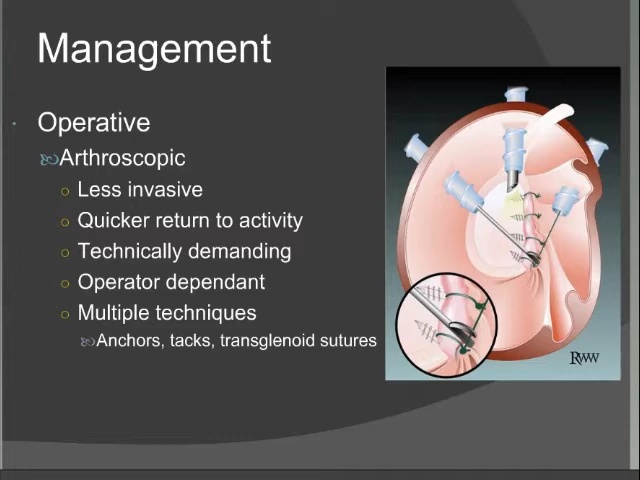 Management
Operative
Arthroscopic
Less invasive
Quicker return to activity
Technically demanding
Operator dependant
Multiple techniques
Anchors, tacks, transglenoid sutures
RWW